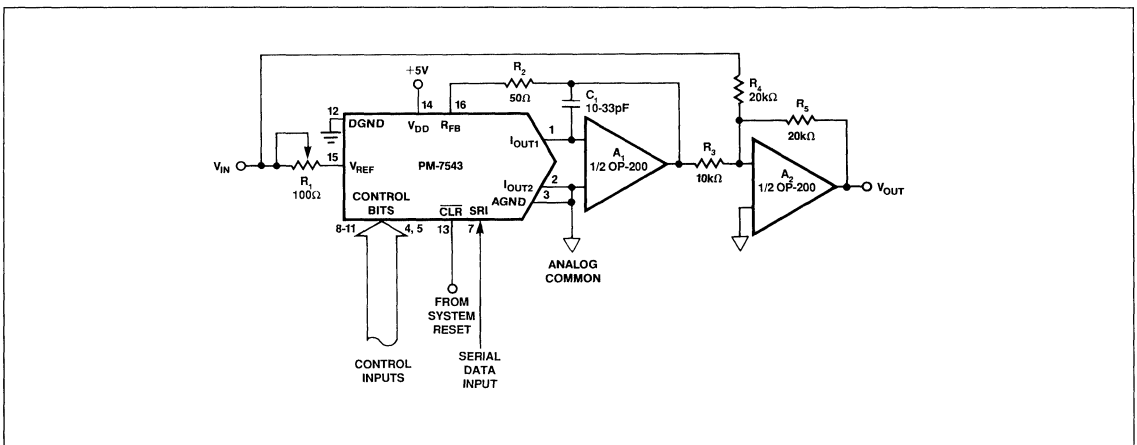 +5V
R2
50Ω
C1
10-33pF
R4
20kΩ
R5
20kΩ
12
14
16
DGND
VDD
RFB
1
IOUT1
A1
1/2 OP-200
R3
10kΩ
A2
1/2 OP-200
VOUT
VIN
15
VREF
R1
100Ω
PM-7543
IOUT2
2
AGND
3
CONTROL
BITS
CLR
SRI
8-11
4, 5
13
7
ANALOG
COMMON
FROM
SYSTEM
RESET
CONTROL
INPUTS
SERIAL
DATA
INPUT